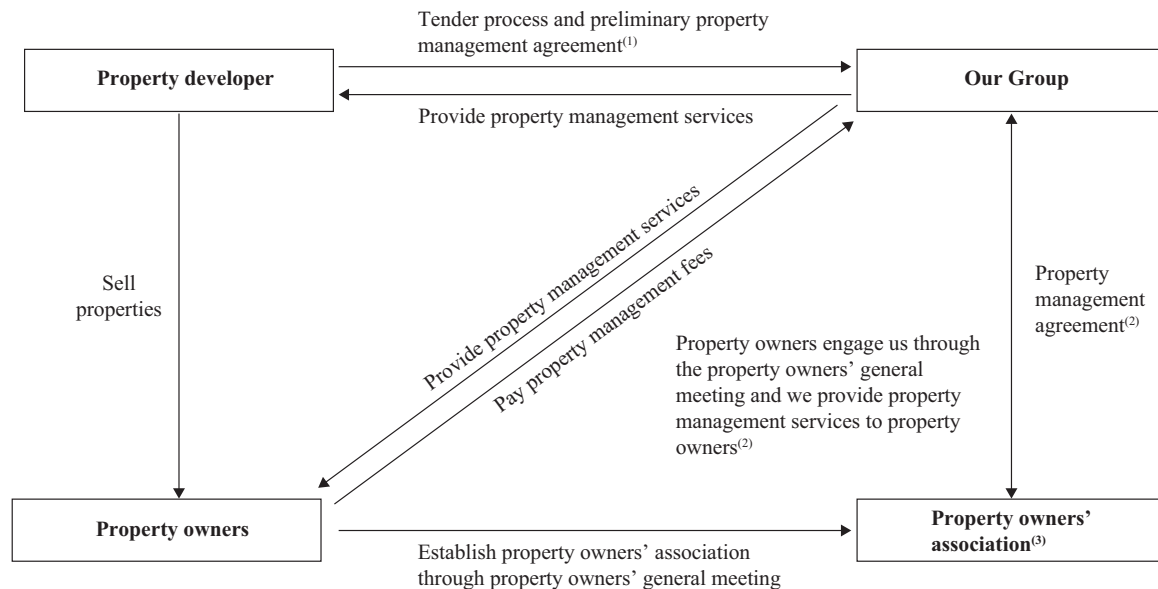 Tender process and preliminary property
management agreement(1)
Property developer
Our Group
Provide property management services
Provide property management services
Pay property management fees
Sell
properties
Property
management
agreement(2)
Property owners engage us through
the property owners’ general
meeting and we provide property
management services to property
owners(2)
Property owners
Property owners’
association(3)
Establish property owners’ association
through property owners’ general meeting